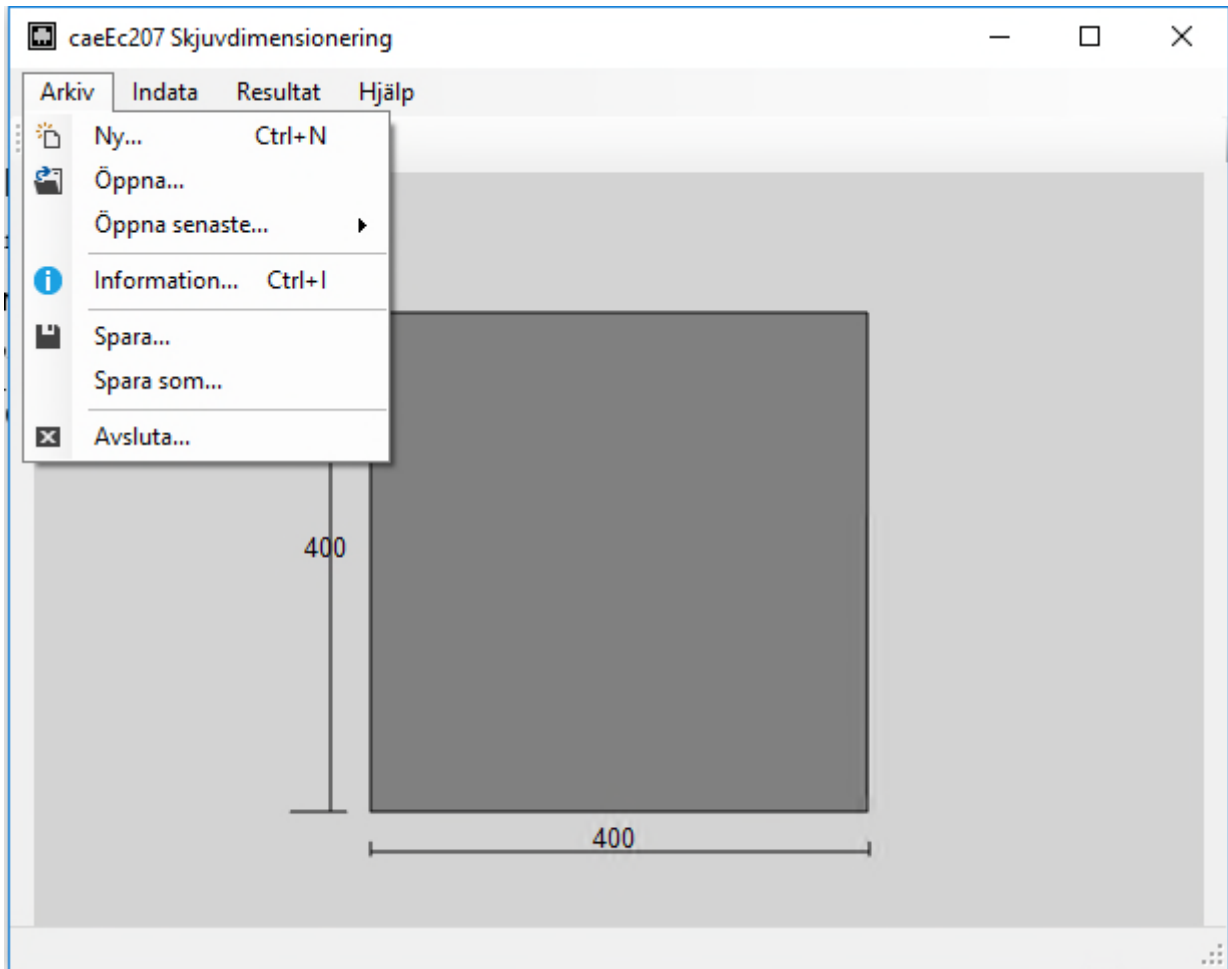 caeEc207 Skjuvdimensionering
Arkiv Indata Resultat Hjälp
Ny... Ctrl+N
Öppna...
Öppna senaste...
Information... Ctrl+I
Spara...
Spara som...
Avsluta...
400
400